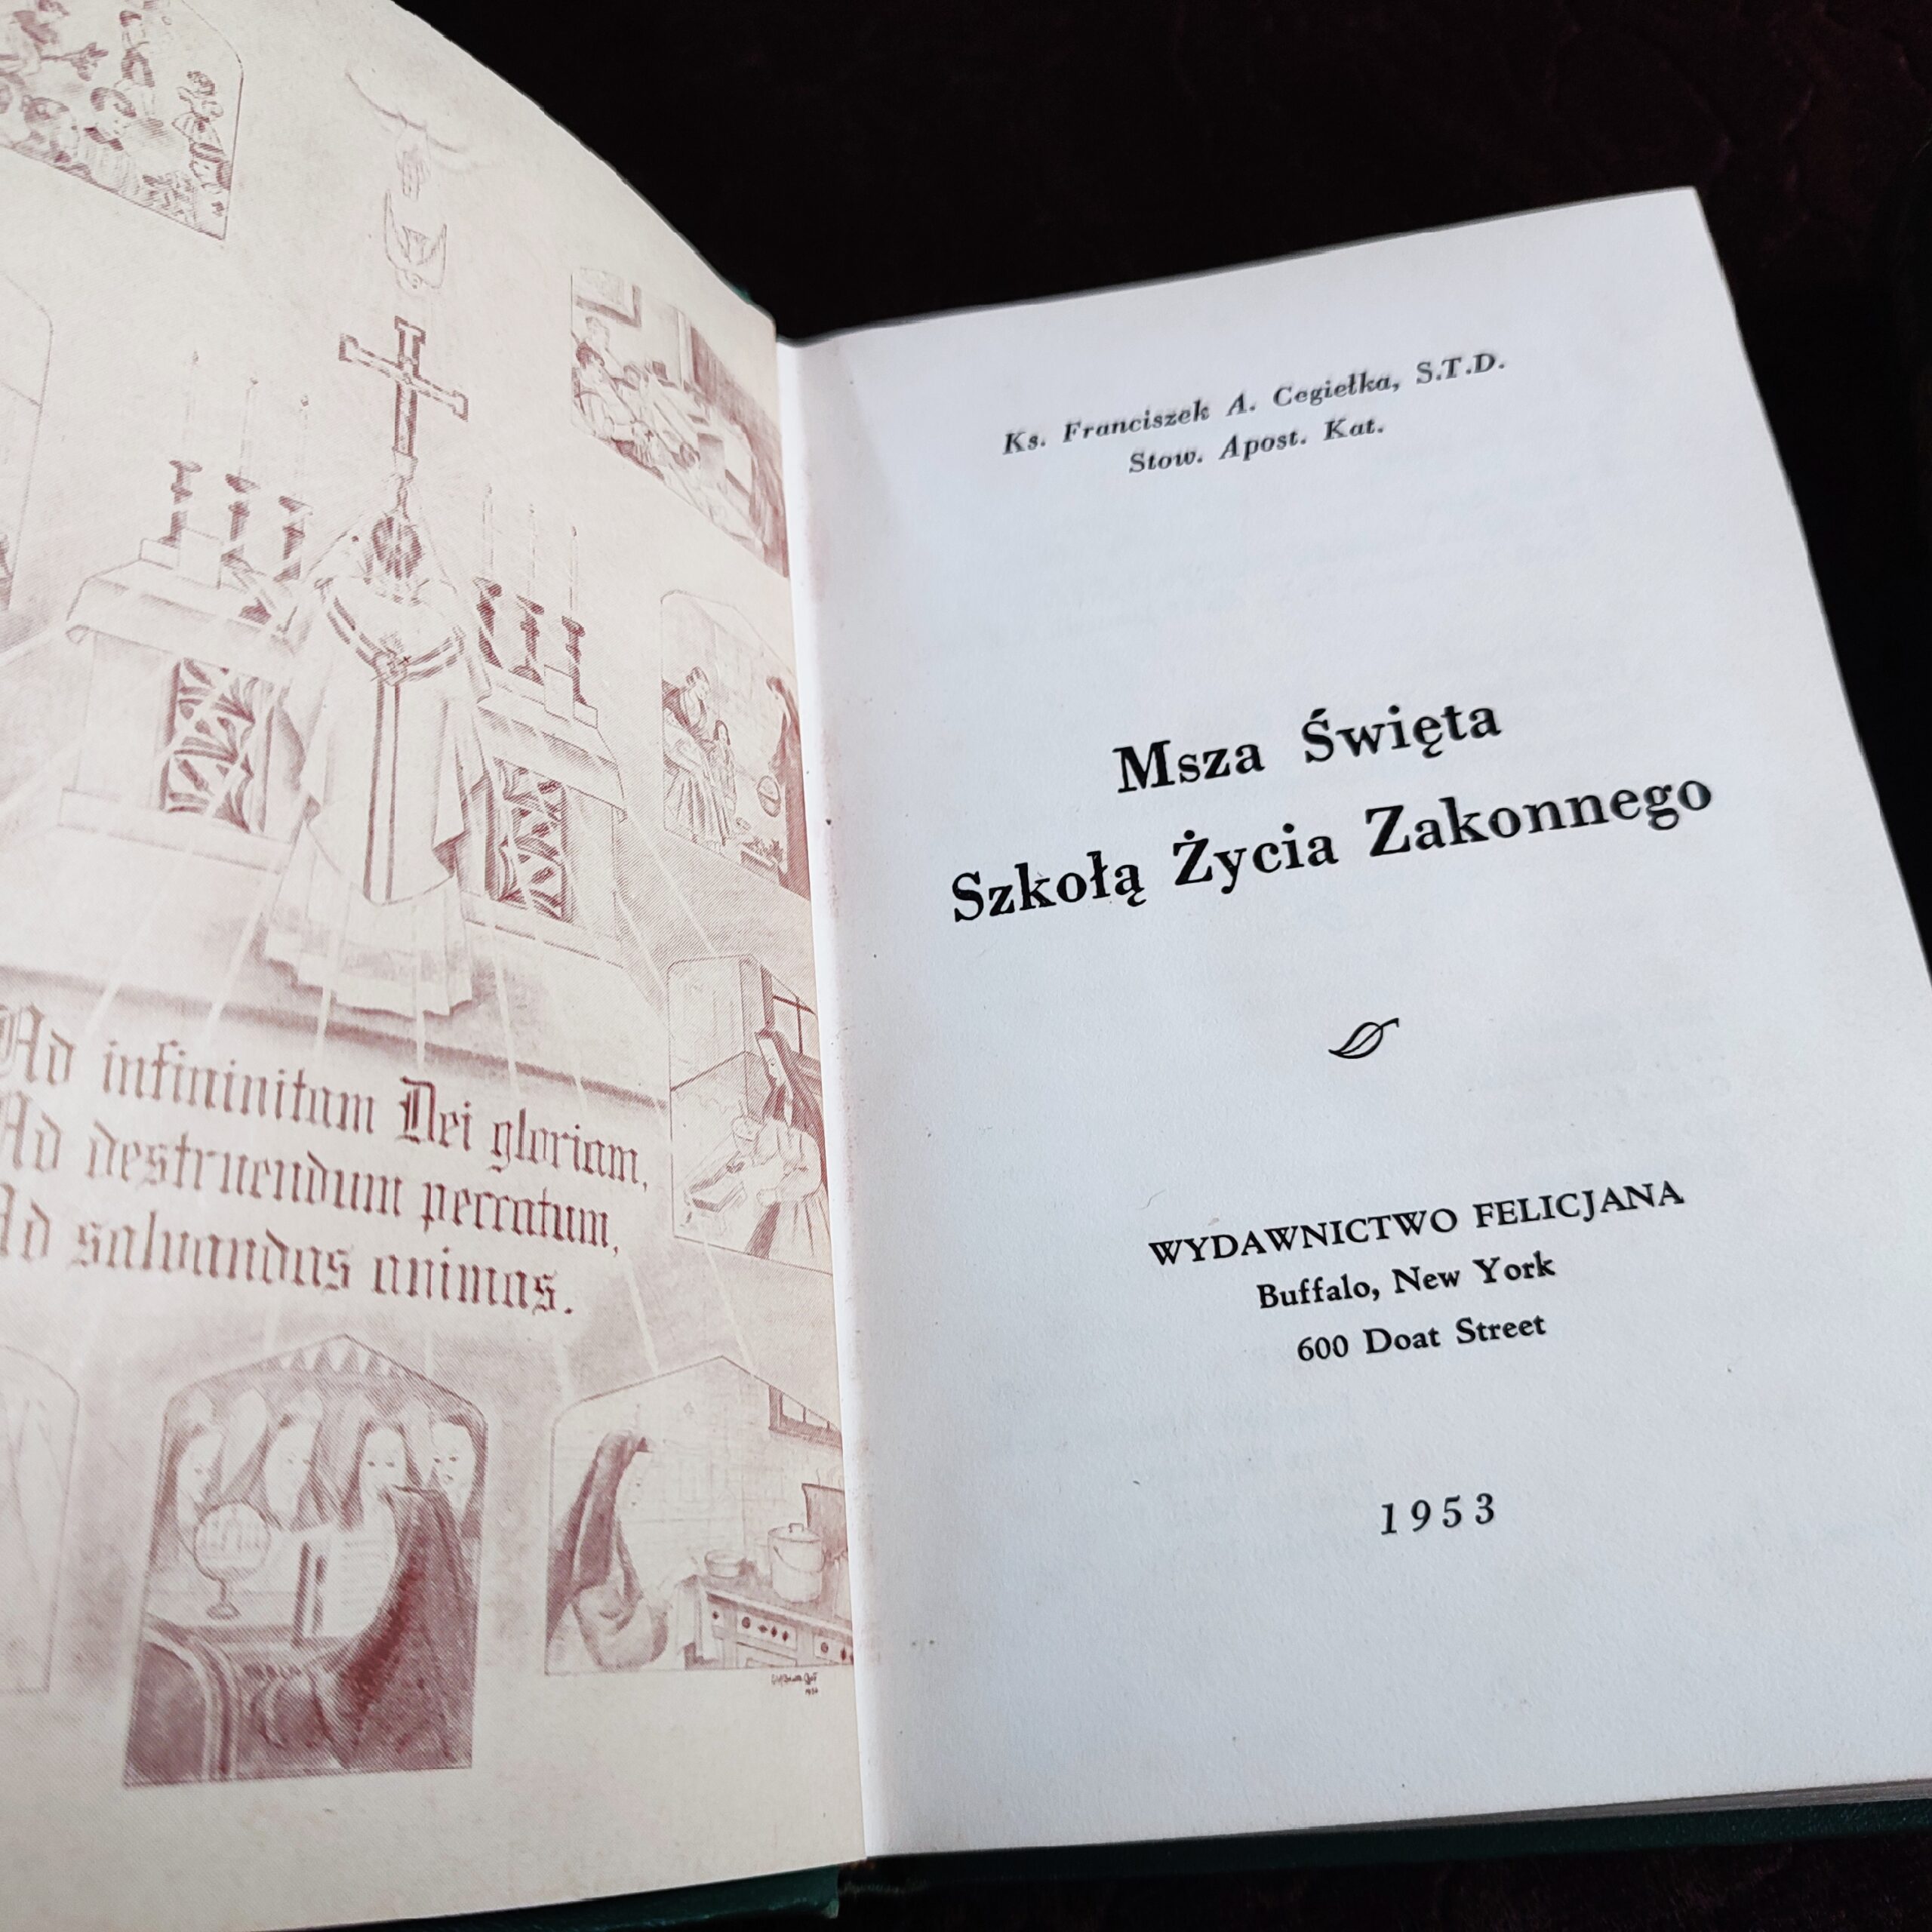 Ad infininitam Dei gloriam,
Ad destruendum peccatum,
Ad salvandas animas.
Ks. Franciszek A. Cegiełka, S.T.D.
Stow. Apost. Kat.
Msza Święta
Szkołą Życia Zakonnego
WYDAWNICTWO FELICJANA
Buffalo, New York
600 Doat Street
1953